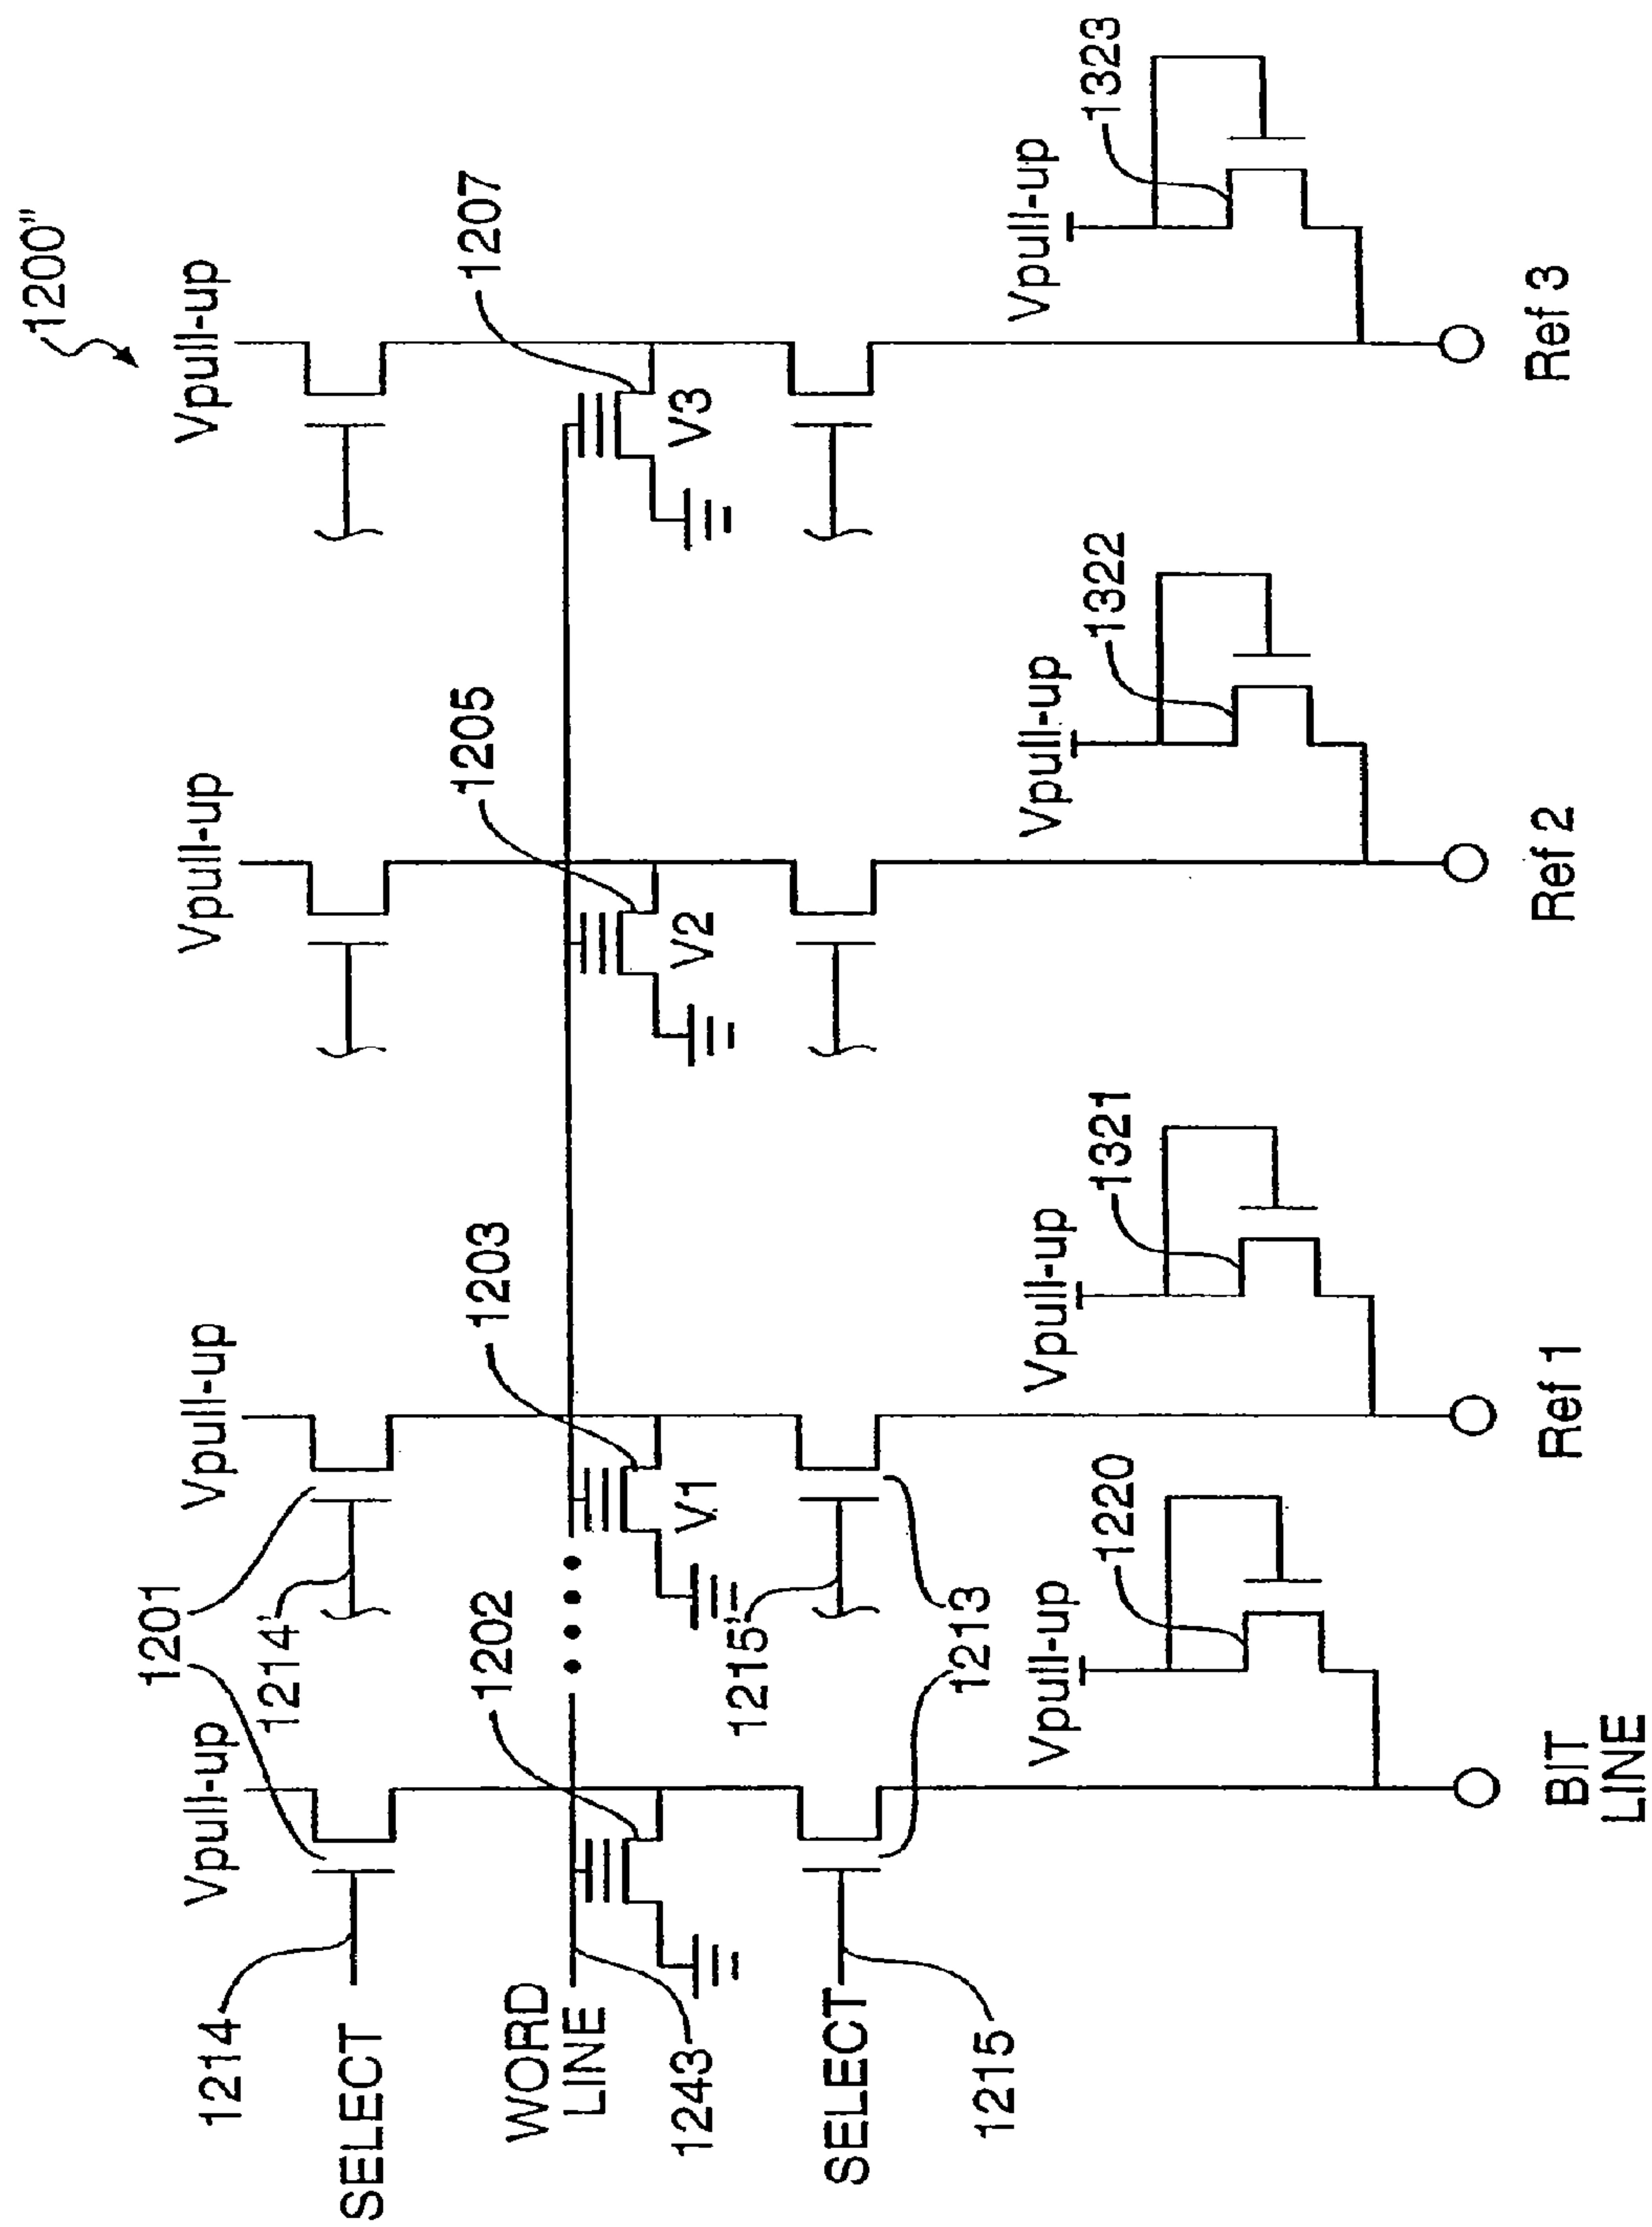 1200"
Vpull-up
Vpull-up
Vpull-up
Vpull-up
1201
1214
1214'
SELECT
WORD
LINE
1202
1203
1205
1207
V1
V2
V3
1243
SELECT
1215'
1215
1213
Vpull-up
1220
Vpull-up
1321
Vpull-up
1322
Vpull-up
1323
BIT
LINE
Ref 1
Ref 2
Ref 3